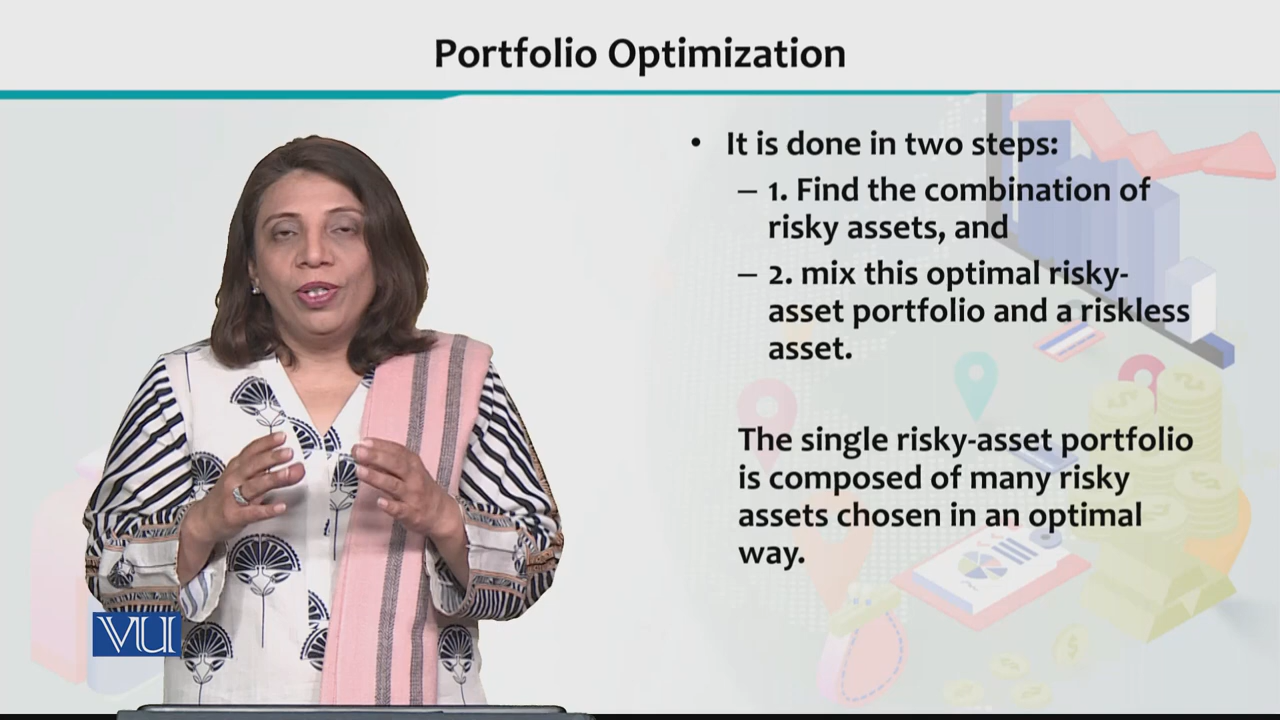 Portfolio Optimization
• It is done in two steps:
– 1. Find the combination of
risky assets, and
– 2. mix this optimal risky-
asset portfolio and a riskless
asset.
The single risky-asset portfolio
is composed of many risky
assets chosen in an optimal
way.
VU